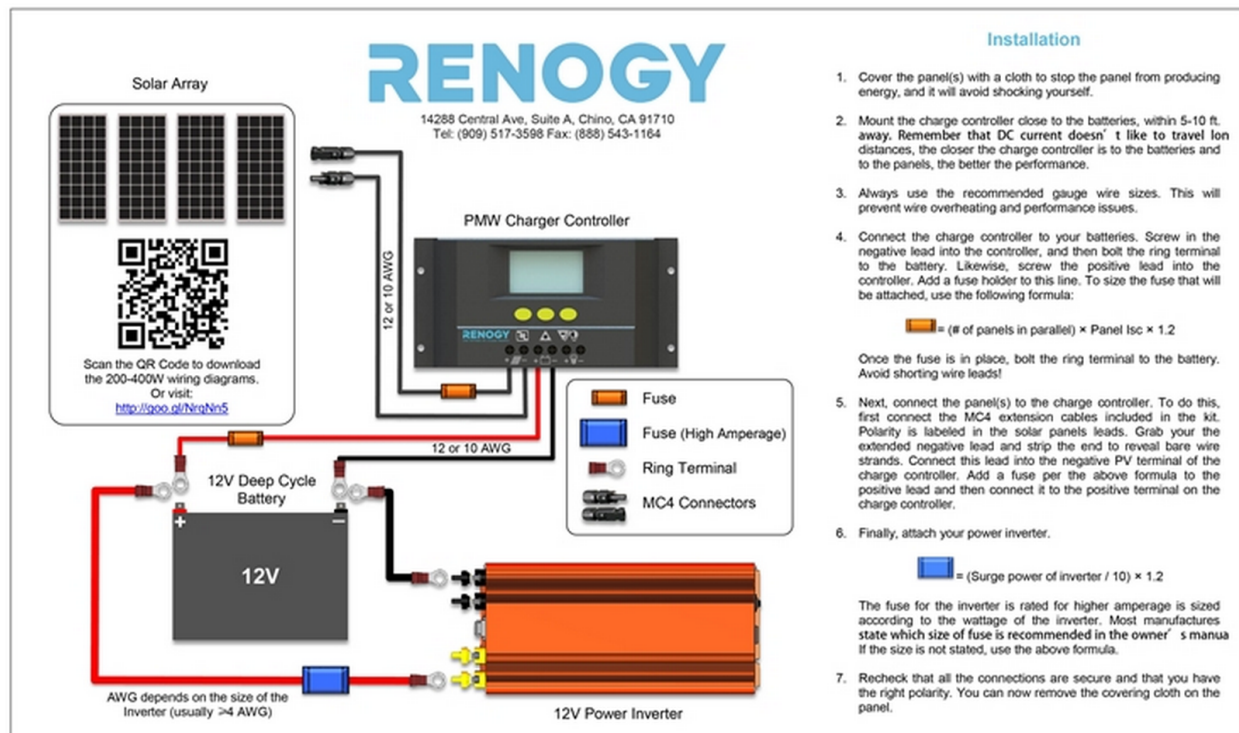 RENOGY
14288 Central Ave, Suite A, Chino, CA 91710
Tel: (909) 517-3598 Fax: (888) 543-1164
Solar Array
Scan the QR Code to download
the 200-400W wiring diagrams.
Or visit:
http://goo.gl/NrqNn5
12 or 10 AWG
PMW Charger Controller
RENOGY
12 or 10 AWG
Fuse
Fuse (High Amperage)
Ring Terminal
MC4 Connectors
12V Deep Cycle
Battery
+
−
12V
AWG depends on the size of the
Inverter (usually ≥4 AWG)
12V Power Inverter
Installation
1. Cover the panel(s) with a cloth to stop the panel from producing
energy, and it will avoid shocking yourself.
2. Mount the charge controller close to the batteries, within 5-10 ft.
away. Remember that DC current doesn’ t like to travel lon
distances, the closer the charge controller is to the batteries and
to the panels, the better the performance.
3. Always use the recommended gauge wire sizes. This will
prevent wire overheating and performance issues.
4. Connect the charge controller to your batteries. Screw in the
negative lead into the controller, and then bolt the ring terminal
to the battery. Likewise, screw the positive lead into the
controller. Add a fuse holder to this line. To size the fuse that will
be attached, use the following formula:
= (# of panels in parallel) × Panel Isc × 1.2
Once the fuse is in place, bolt the ring terminal to the battery.
Avoid shorting wire leads!
5. Next, connect the panel(s) to the charge controller. To do this,
first connect the MC4 extension cables included in the kit.
Polarity is labeled in the solar panels leads. Grab your the
extended negative lead and strip the end to reveal bare wire
strands. Connect this lead into the negative PV terminal of the
charge controller. Add a fuse per the above formula to the
positive lead and then connect it to the positive terminal on the
charge controller.
6. Finally, attach your power inverter.
= (Surge power of inverter / 10) × 1.2
The fuse for the inverter is rated for higher amperage is sized
according to the wattage of the inverter. Most manufactures
state which size of fuse is recommended in the owner’ s manua
If the size is not stated, use the above formula.
7. Recheck that all the connections are secure and that you have
the right polarity. You can now remove the covering cloth on the
panel.